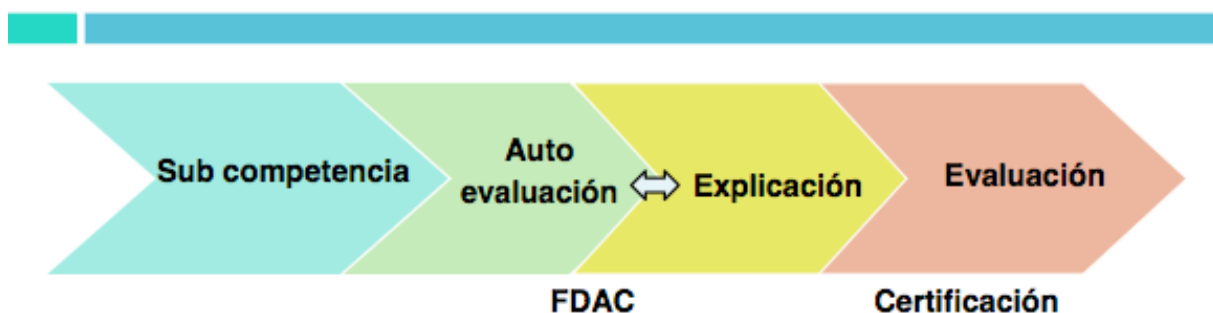 Sub competencia
Auto
evaluación
Explicación
Evaluación
FDAC
Certificación